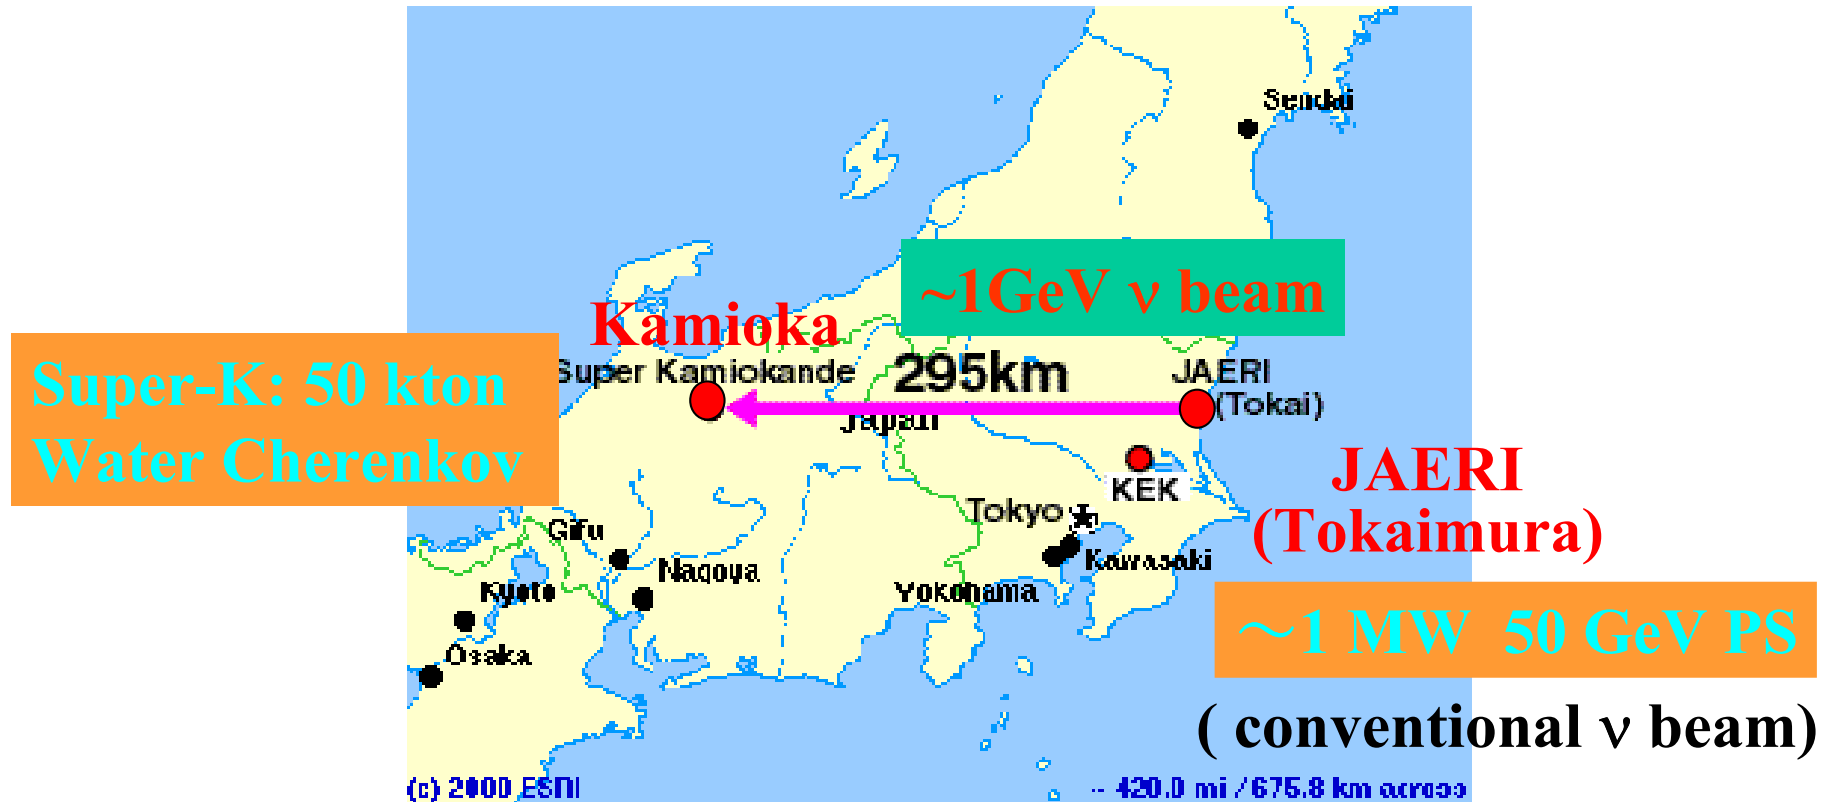 Sendai
~1GeV ν beam
Kamioka
Super Kamiokande
295km
JAERI
(Tokai)
Super-K: 50 kton
Water Cherenkov
Japan
KEK
JAERI
(Tokaimura)
Tokyo
Gifu
Kawasaki
Nagoya
Kyoto
Yokohama
~1 MW 50 GeV PS
Osaka
( conventional ν beam)
(c) 2000 ESRI
~ 420.0 mi / 675.8 km across